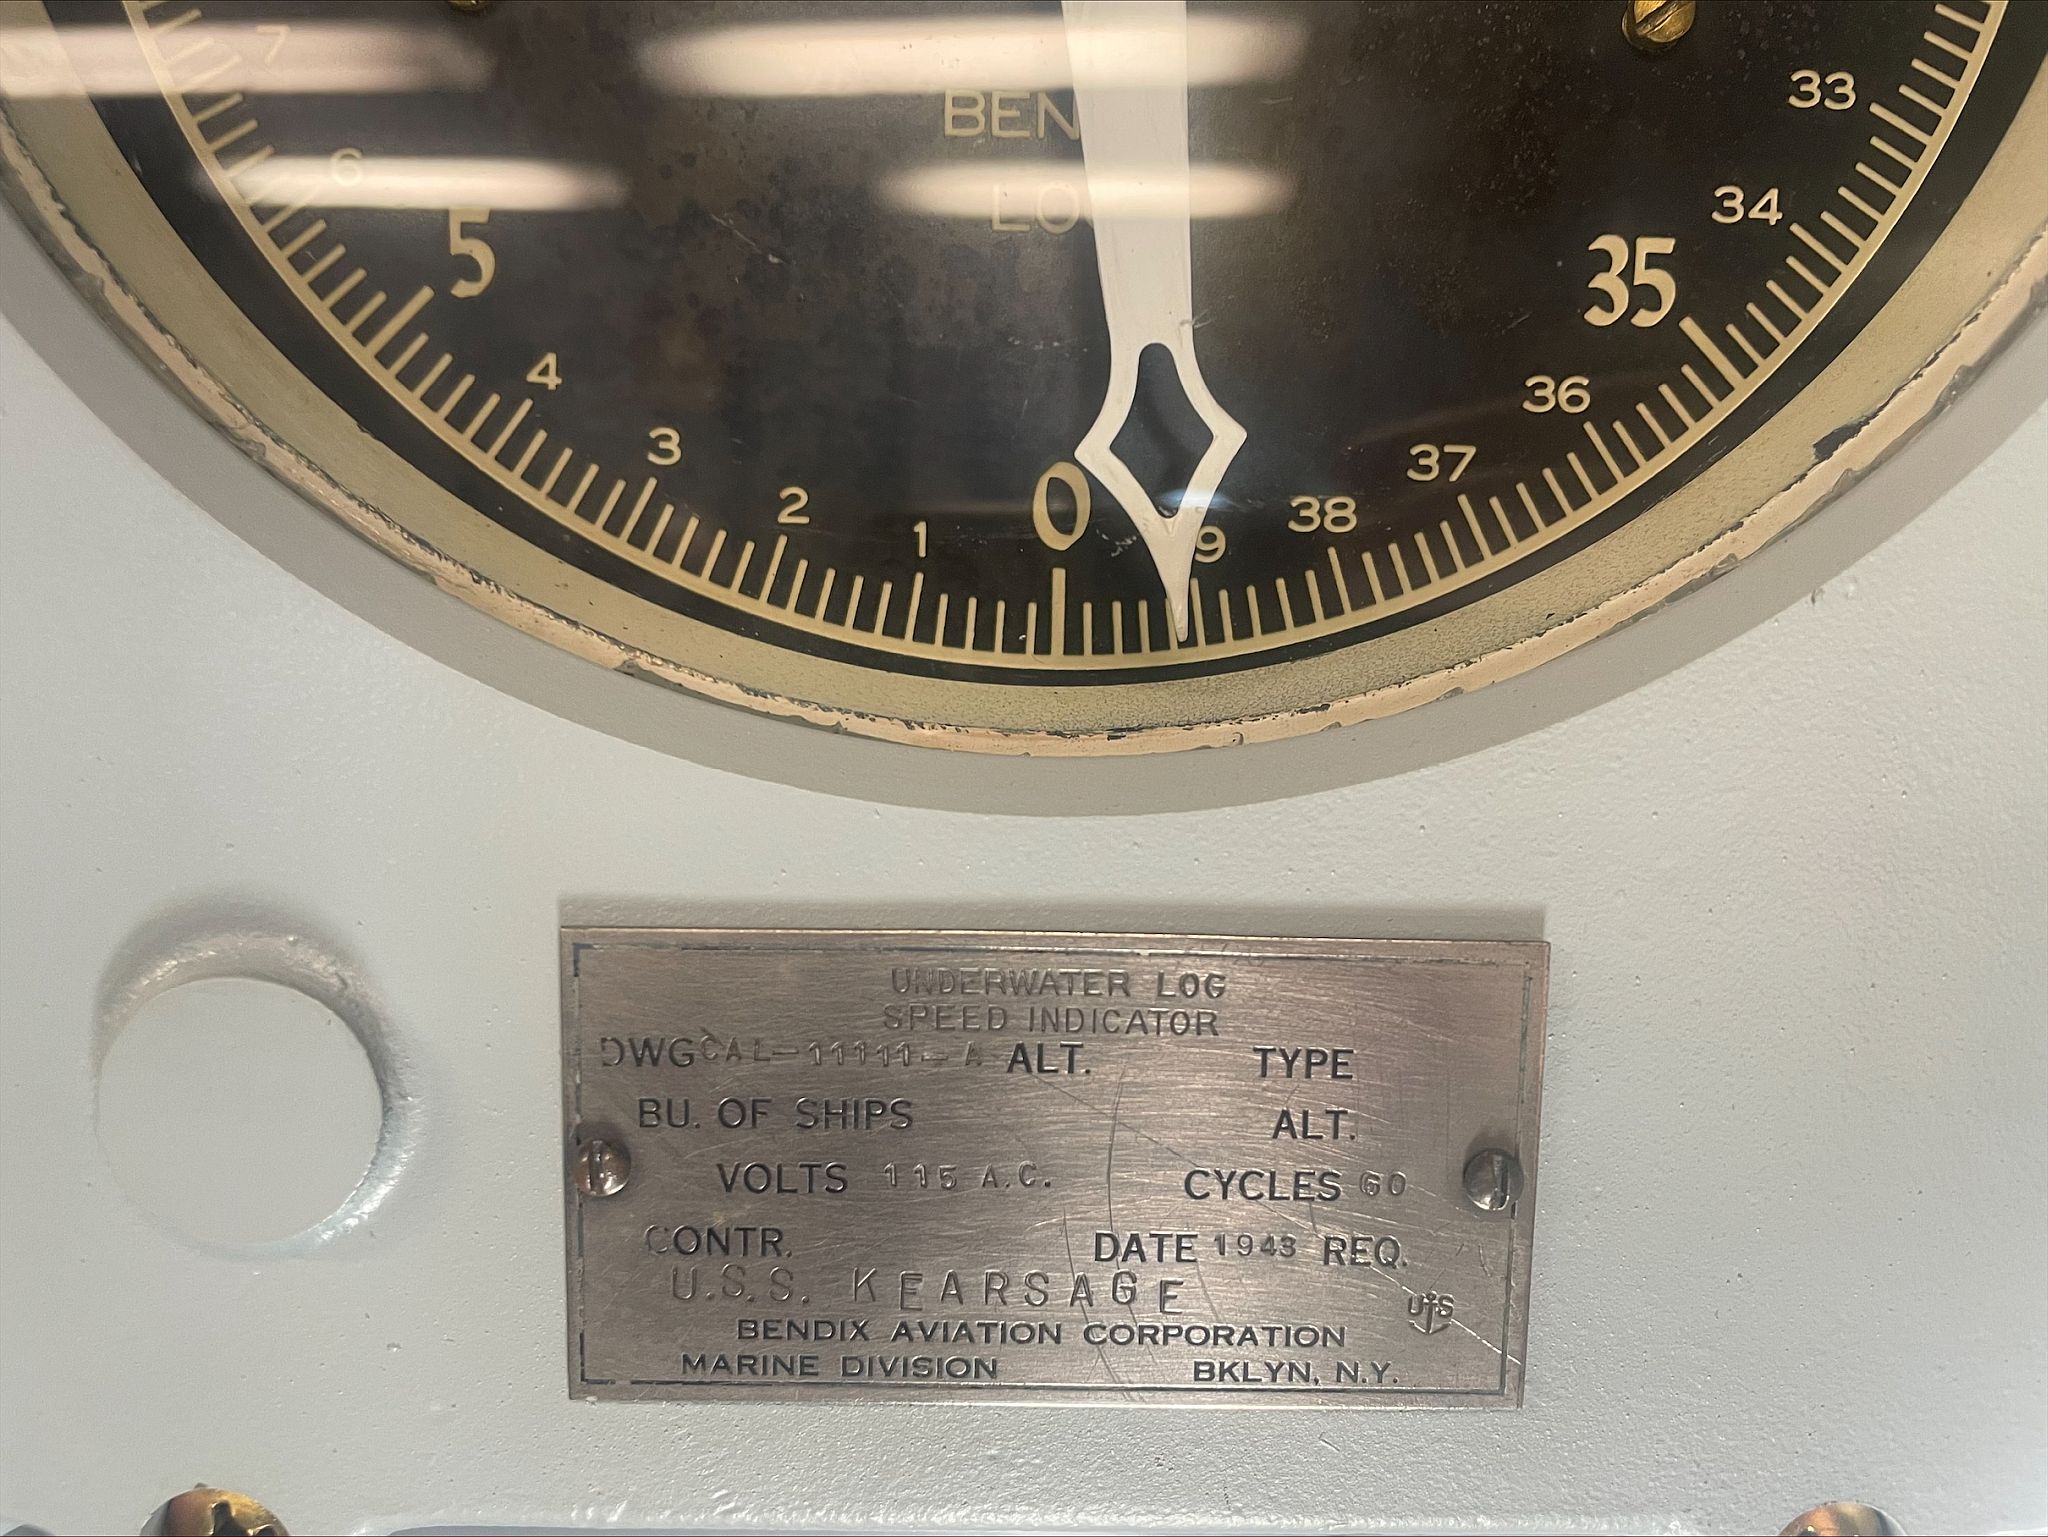 7
BEN
33
6
LO
34
5
35
4
36
3
37
2
0
38
1
9
UNDERWATER LOG
SPEED INDICATOR
DWG CAL-11111-A ALT. TYPE
BU. OF SHIPS ALT.
VOLTS 115 A.C. CYCLES 60
CONTR. DATE 1943 REQ.
U.S.S. KEARSAGE
US
BENDIX AVIATION CORPORATION
MARINE DIVISION BKLYN, N.Y.